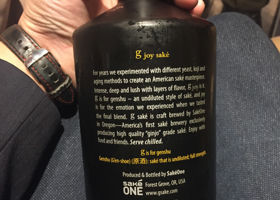 g joy saké
For years we experimented with different yeast, koji and
aging methods to create an American saké masterpiece.
Intense, deep and lush with layers of flavor, g joy is it.
g is for genshu — an undiluted style of saké, and joy
is for the emotion we experienced when we tasted
the final blend. g saké is craft brewed by SakéOne
in Oregon—America's first saké brewery exclusively
producing high quality "ginjo" grade saké. Enjoy with
food and friends. Serve chilled.
g is for genshu
Genshu (Gen-shoe) (原酒): saké that is undiluted; full strength.
Produced & Bottled by SakéOne
Forest Grove, OR, USA
www.gsake.com
saké
ONE